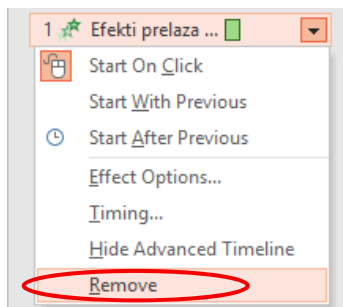 1 Efekti prelaza ...
Start On Click
Start With Previous
Start After Previous
Effect Options...
Timing...
Hide Advanced Timeline
Remove